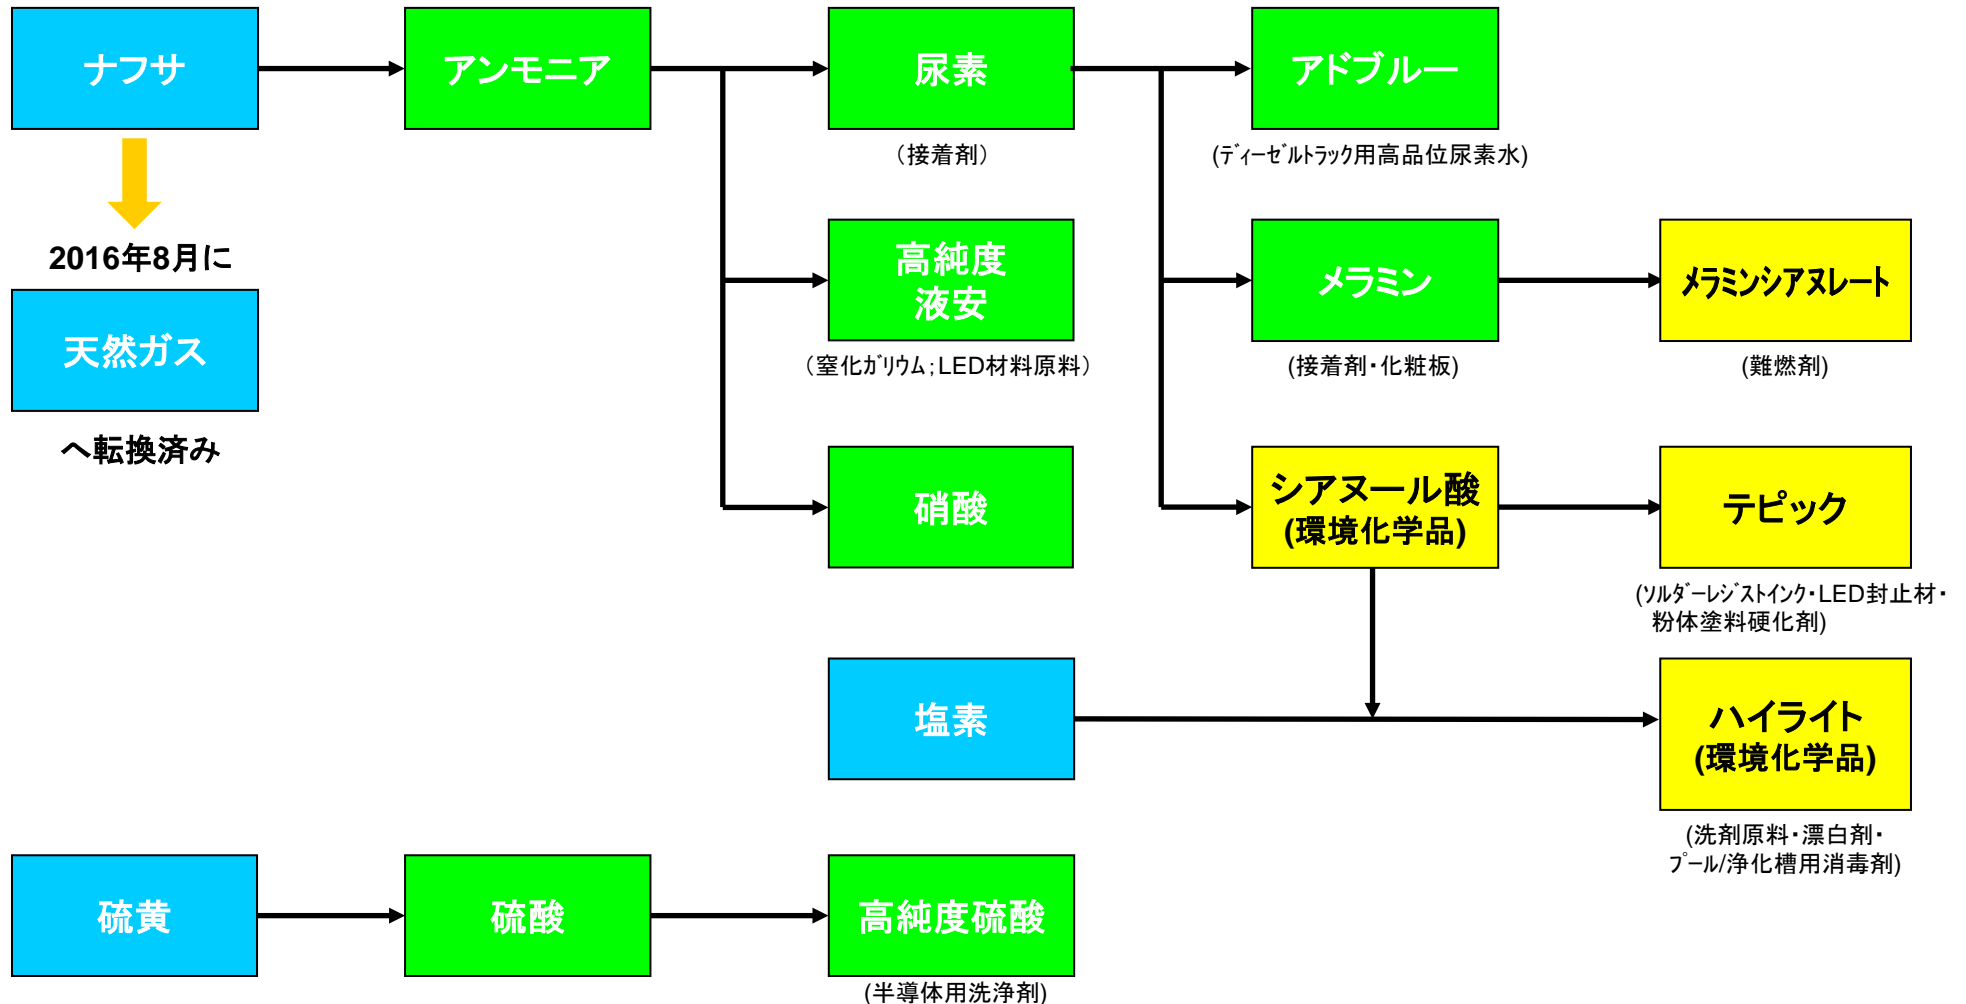 ナフサ
アンモニア
尿素
アドブルー
（接着剤）
(ﾃﾞｨｰｾﾞﾙﾄﾗｯｸ用高品位尿素水)
2016年8月に
天然ガス
へ転換済み
高純度
液安
（窒化ｶﾞﾘｳﾑ；LED材料原料）
メラミン
(接着剤・化粧板)
メラミンシアヌレート
(難燃剤)
硝酸
シアヌール酸
(環境化学品)
テピック
(ｿﾙﾀﾞｰﾚｼﾞｽﾄｲﾝｸ・LED封止材・
粉体塗料硬化剤)
塩素
ハイライト
(環境化学品)
(洗剤原料・漂白剤・
ﾌﾟｰﾙ/浄化槽用消毒剤)
硫黄
硫酸
高純度硫酸
(半導体用洗浄剤)